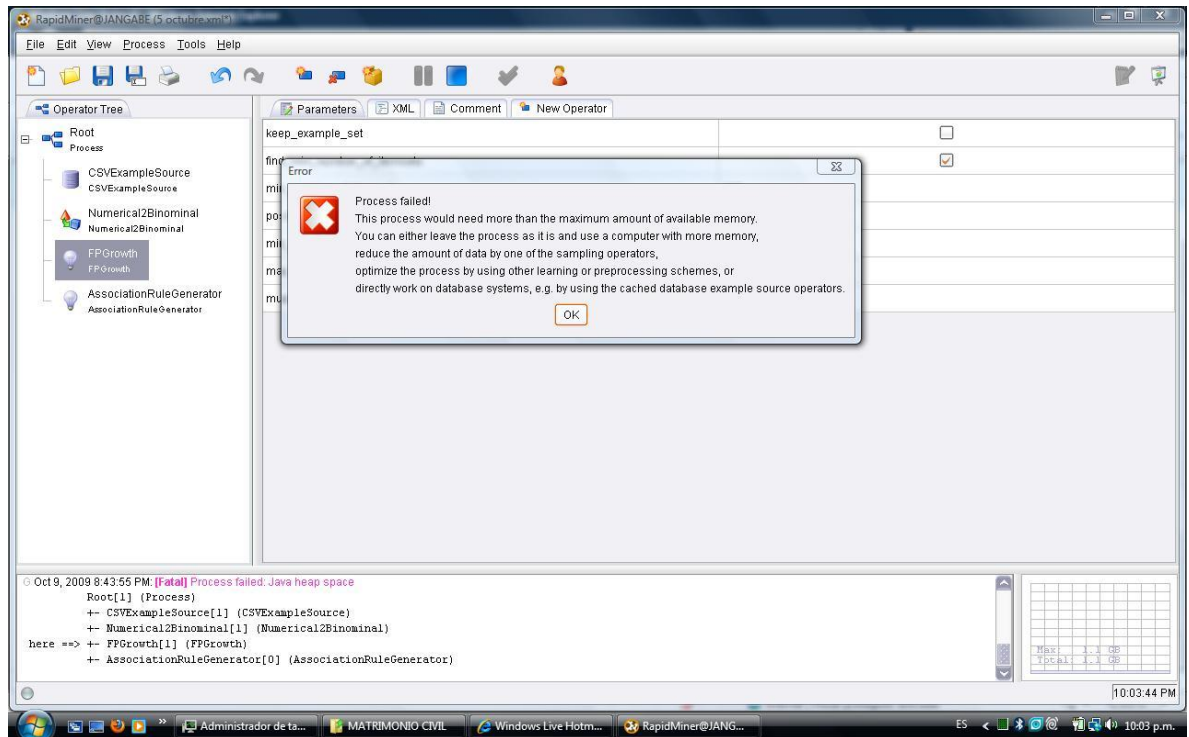 RapidMiner@JANGABE (5 octubre.xml*)
File Edit View Process Tools Help
Operator Tree
Parameters XML Comment New Operator
Root
Process
CSVExampleSource
CSVExampleSource
Numerical2Binominal
Numerical2Binominal
FPGrowth
FPGrowth
AssociationRuleGenerator
AssociationRuleGenerator
keep_example_set
Error
Process failed!
This process would need more than the maximum amount of available memory.
You can either leave the process as it is and use a computer with more memory,
reduce the amount of data by one of the sampling operators,
optimize the process by using other learning or preprocessing schemes, or
directly work on database systems, e.g. by using the cached database example source operators.
OK
G Oct 9, 2009 8:43:55 PM: [Fatal] Process failed: Java heap space
Root[1] (Process)
+- CSVExampleSource[1] (CSVExampleSource)
+- Numerical2Binominal[1] (Numerical2Binominal)
here ==> +- FPGrowth[1] (FPGrowth)
+- AssociationRuleGenerator[0] (AssociationRuleGenerator)
Max: 1.1 GB
Total: 1.1 GB
10:03:44 PM
» Administrador de ta... MATRIMONIO CIVIL Windows Live Hotm... RapidMiner@JANG... ES < 10:03 p.m.